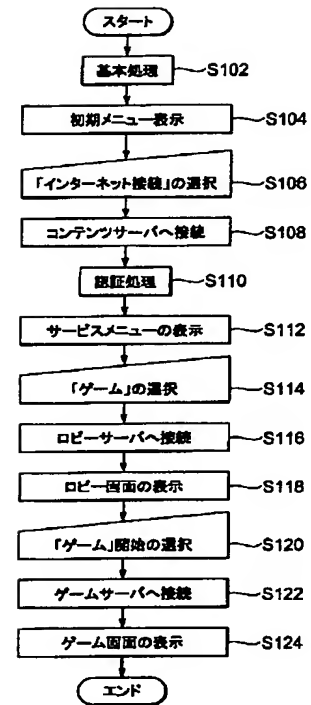 スタート
基本処理 S102
初期メニュー表示 S104
「インターネット接続」の選択 S106
コンテンツサーバへ接続 S108
認証処理 S110
サービスメニューの表示 S112
「ゲーム」の選択 S114
ロビーサーバへ接続 S116
ロビー画面の表示 S118
「ゲーム」開始の選択 S120
ゲームサーバへ接続 S122
ゲーム画面の表示 S124
エンド